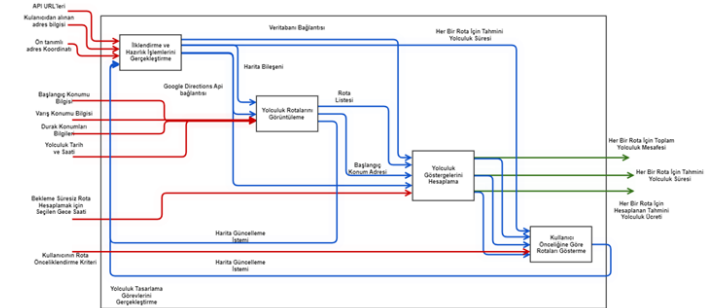 API URL'leri
Kulanıcıdan alınan
adres bilgisi
Ön tanımlı
adres Koordinatı
İlklendirme ve
Hazırlık İşlemlerini
Gerçekleştirme
Veritabanı Bağlantısı
Her Bir Rota İçin Tahmini
Yolculuk Süresi
Harita Bileşeni
Google Directions Api
bağlantısı
Başlangıç Konumu
Bilgisi
Varış Konumu Bilgisi
Durak Konumları
Bilgileri
Yolculuk Tarih
ve Saati
Yolculuk Rotalarını
Görüntüleme
Rota
Listesi
Başlangıç
Konum Adresi
Yolculuk
Göstergelerini
Hesaplama
Her Bir Rota İçin Toplam
Yolculuk Mesafesi
Her Bir Rota İçin Tahmini
Yolculuk Süresi
Her Bir Rota İçin
Hesaplanan Tahmini
Yolculuk Ücreti
Bekleme Süresiz Rota
Hesaplamak için
Seçilen Gece Saati
Harita Güncelleme
İstemi
Kullanıcı
Önceliğine Göre
Rotaları Gösterme
Kullanıcının Rota
Önceliklendirme Kriteri
Harita Güncelleme
İstemi
Yolculuk Tasarlama
Görevlerini
Gerçekleştirme